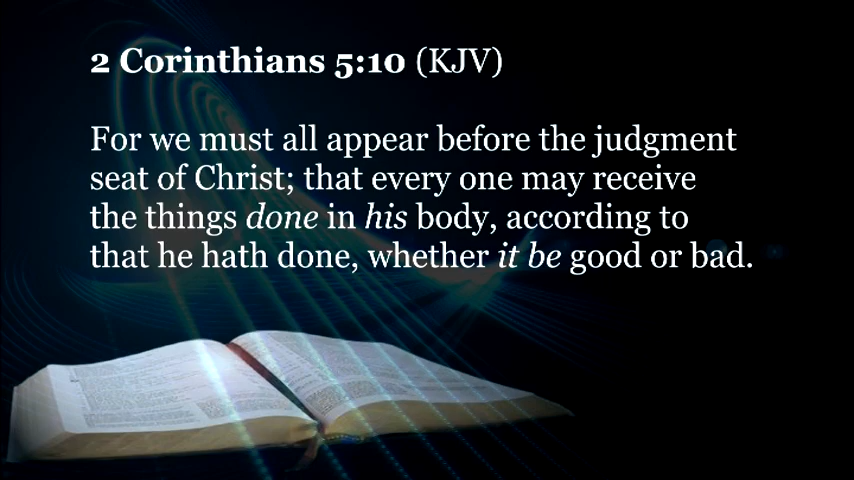 2 Corinthians 5:10 (KJV)
For we must all appear before the judgment
seat of Christ; that every one may receive
the things done in his body, according to
that he hath done, whether it be good or bad.